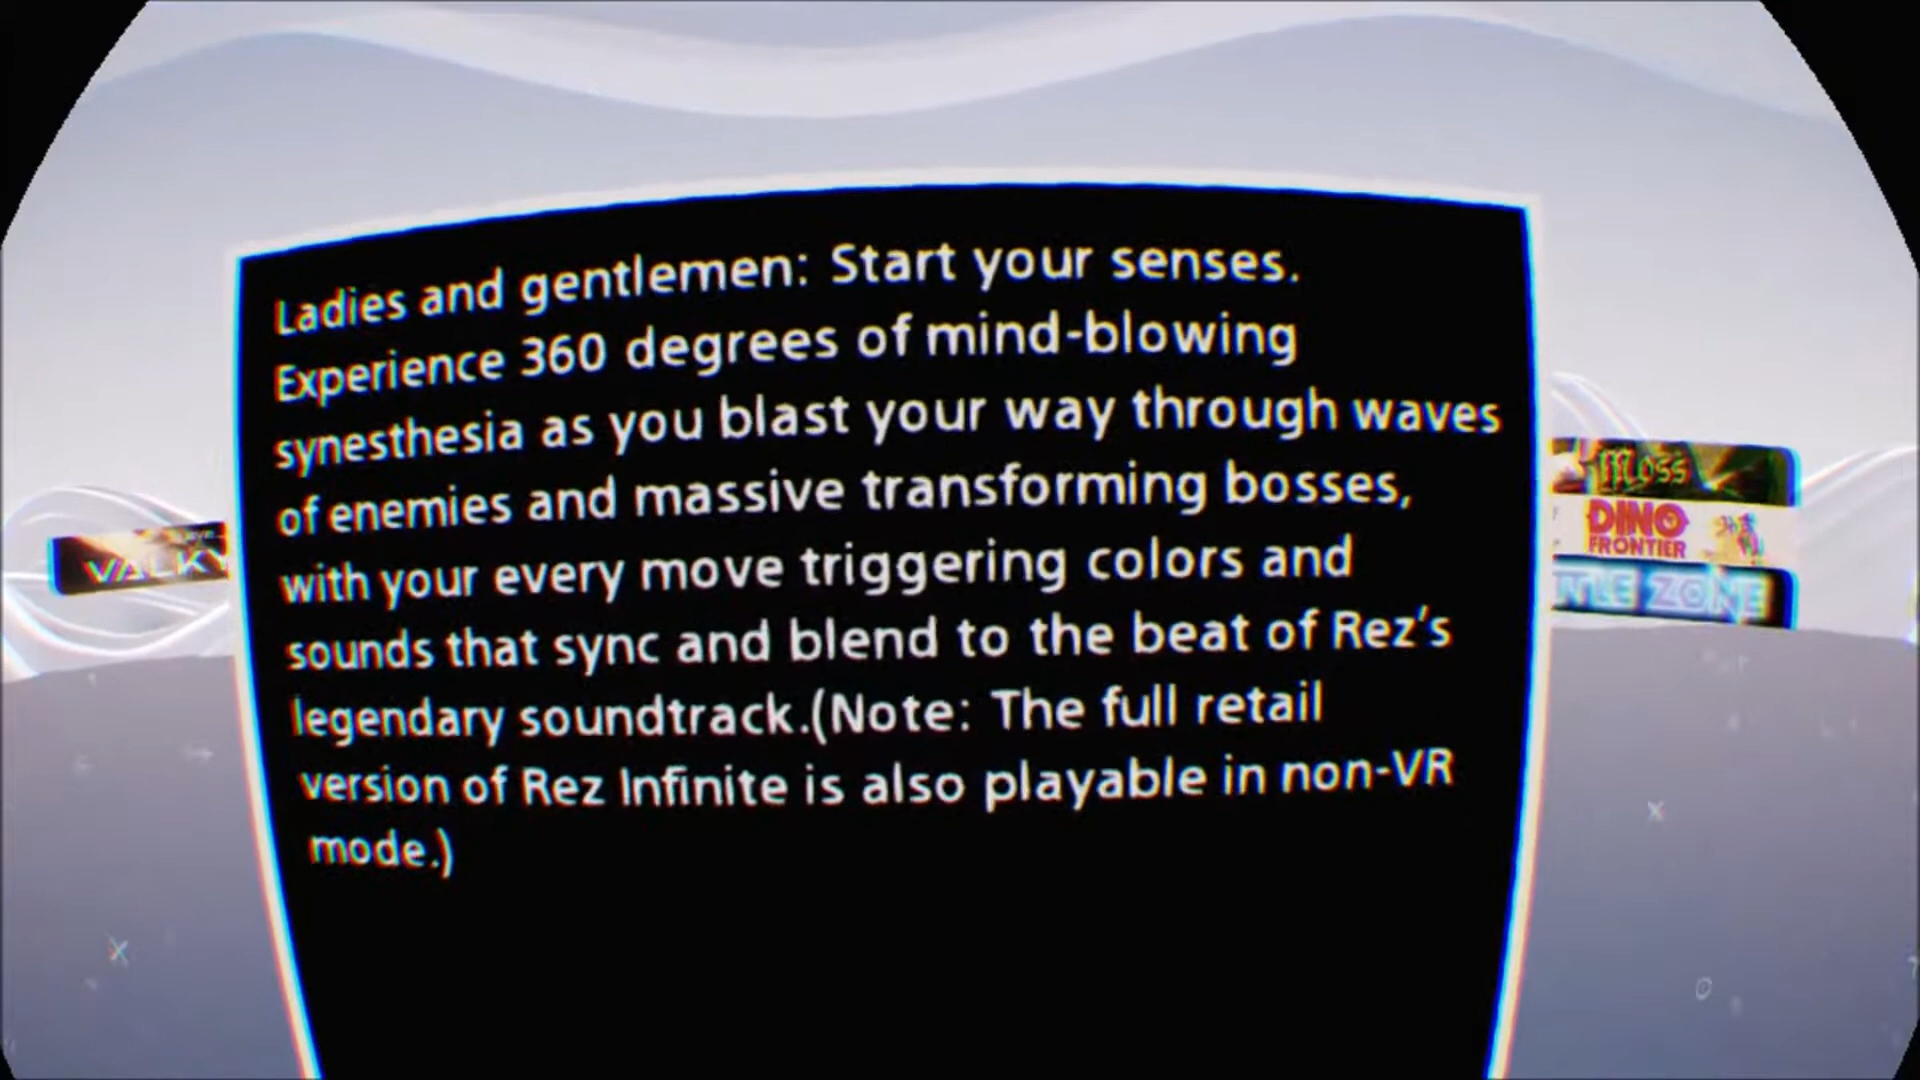 Ladies and gentlemen: Start your senses.
Experience 360 degrees of mind-blowing
synesthesia as you blast your way through waves
of enemies and massive transforming bosses,
with your every move triggering colors and
sounds that sync and blend to the beat of Rez's
legendary soundtrack.(Note: The full retail
version of Rez Infinite is also playable in non-VR
mode.)
VALKY
Moss
DINO
FRONTIER
TTLE ZONE